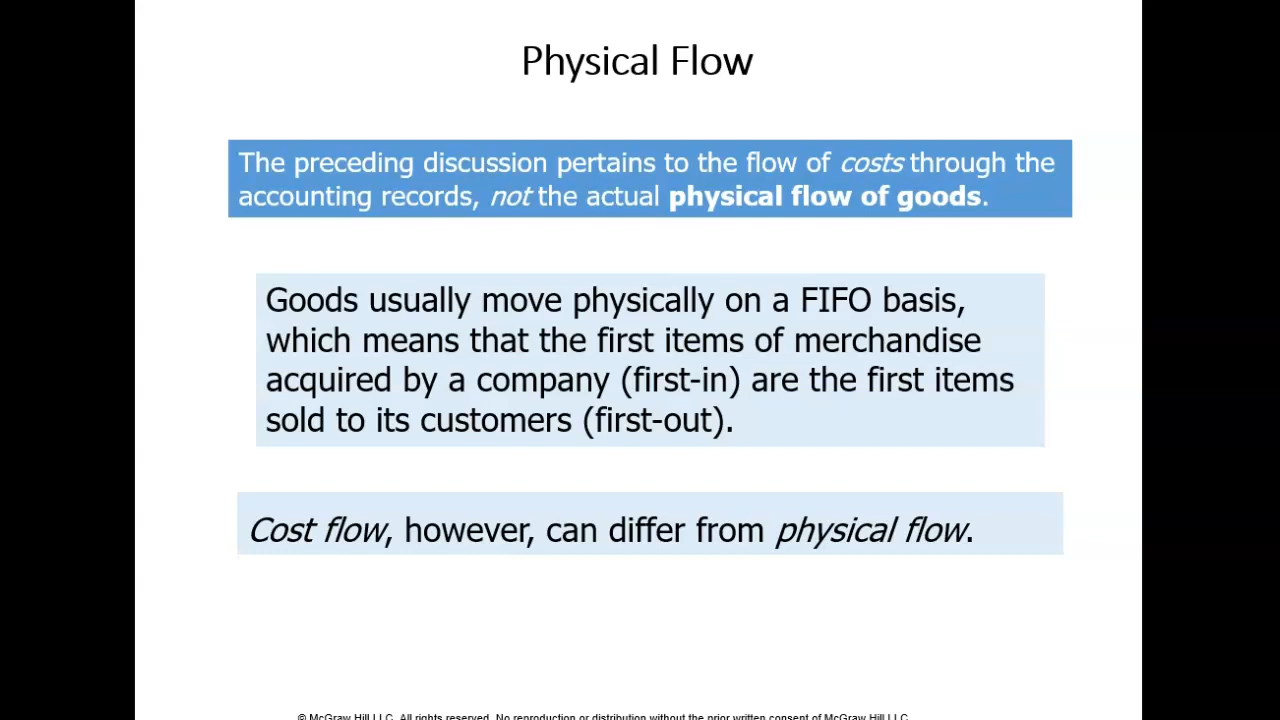 Physical Flow
The preceding discussion pertains to the flow of costs through the
accounting records, not the actual physical flow of goods.
Goods usually move physically on a FIFO basis,
which means that the first items of merchandise
acquired by a company (first-in) are the first items
sold to its customers (first-out).
Cost flow, however, can differ from physical flow.
© McGraw Hill LLC. All rights reserved. No reproduction or distribution without the prior written consent of McGraw Hill LLC.